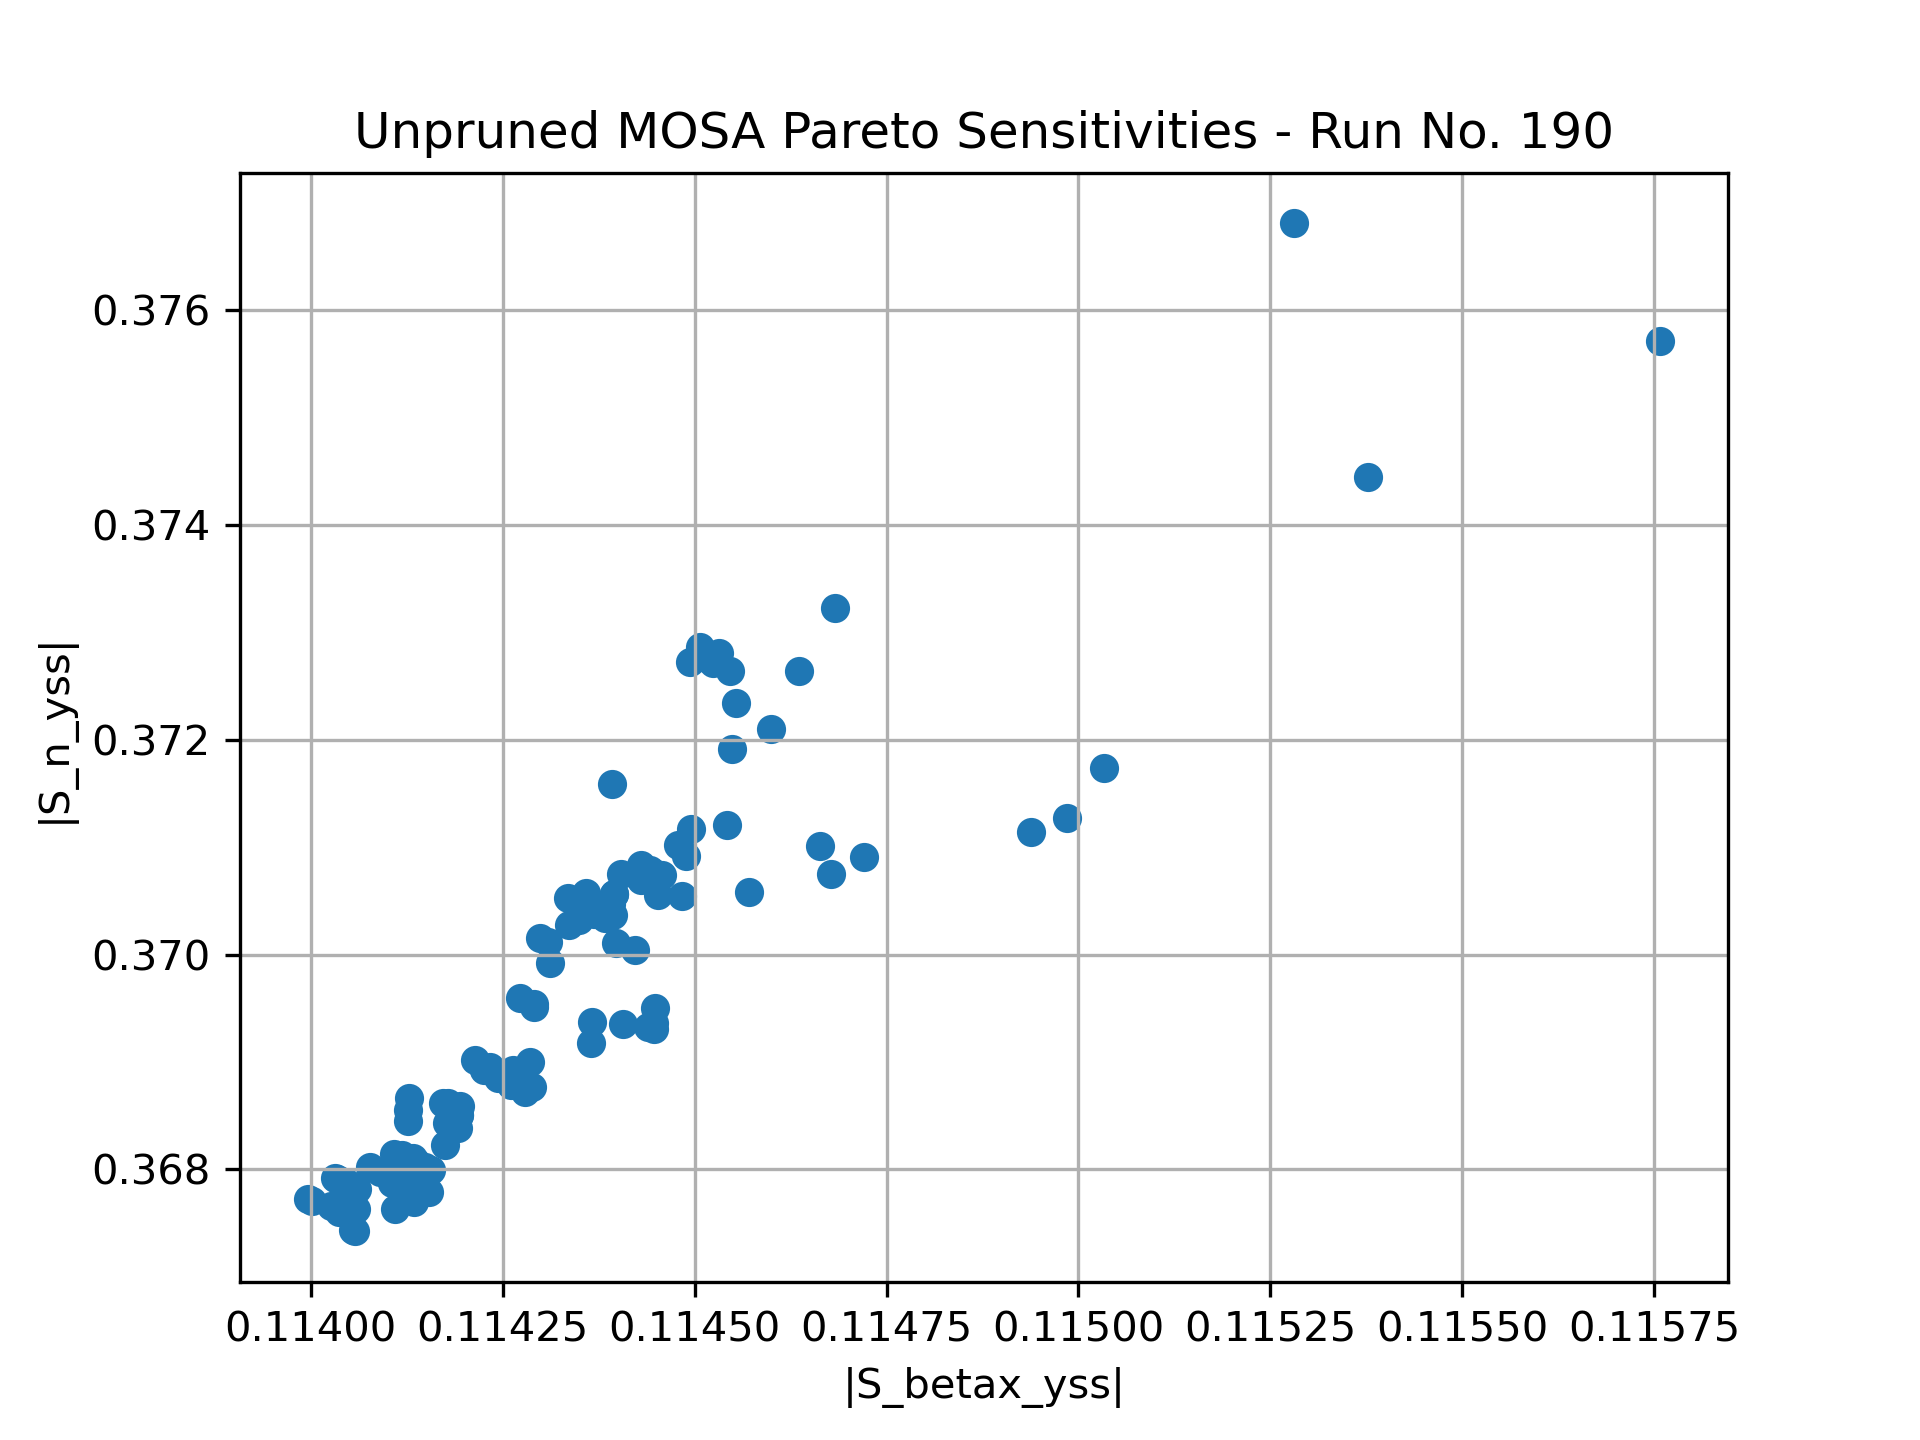 Unpruned MOSA Pareto Sensitivities - Run No. 190
|S_n_yss|
0.376
0.374
0.372
0.370
0.368
0.11400 0.11425 0.11450 0.11475 0.11500 0.11525 0.11550 0.11575
|S_betax_yss|